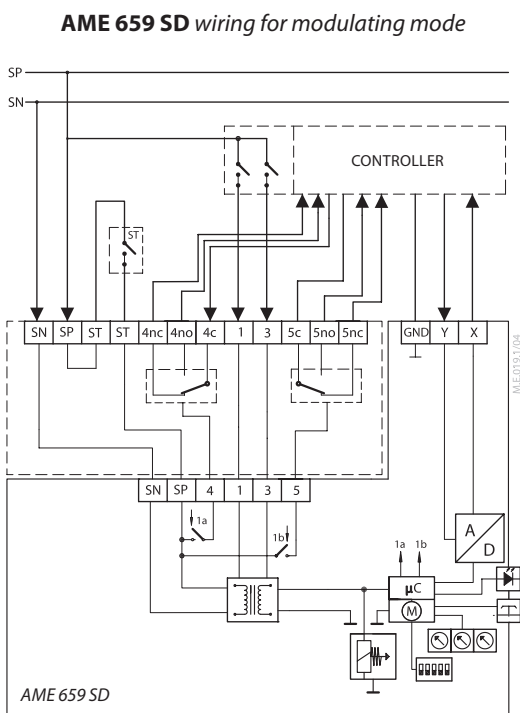 AME 659 SD wiring for modulating mode
SP
SN
CONTROLLER
ST
SN SP ST ST 4nc 4no 4c 1 3 5c 5no 5nc GND Y X
M.E.019.1/04
SN SP 4 1 3 5
1a
1b
A
D
1a 1b
µC
M
AME 659 SD